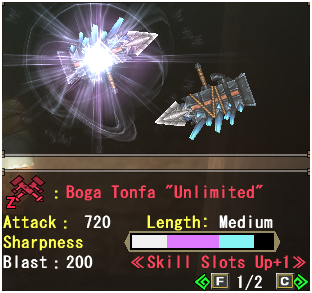 Z : Boga Tonfa "Unlimited"
Attack : 720 Length: Medium
Sharpness
Blast : 200 ≪Skill Slots Up+1≫
F 1/2 C